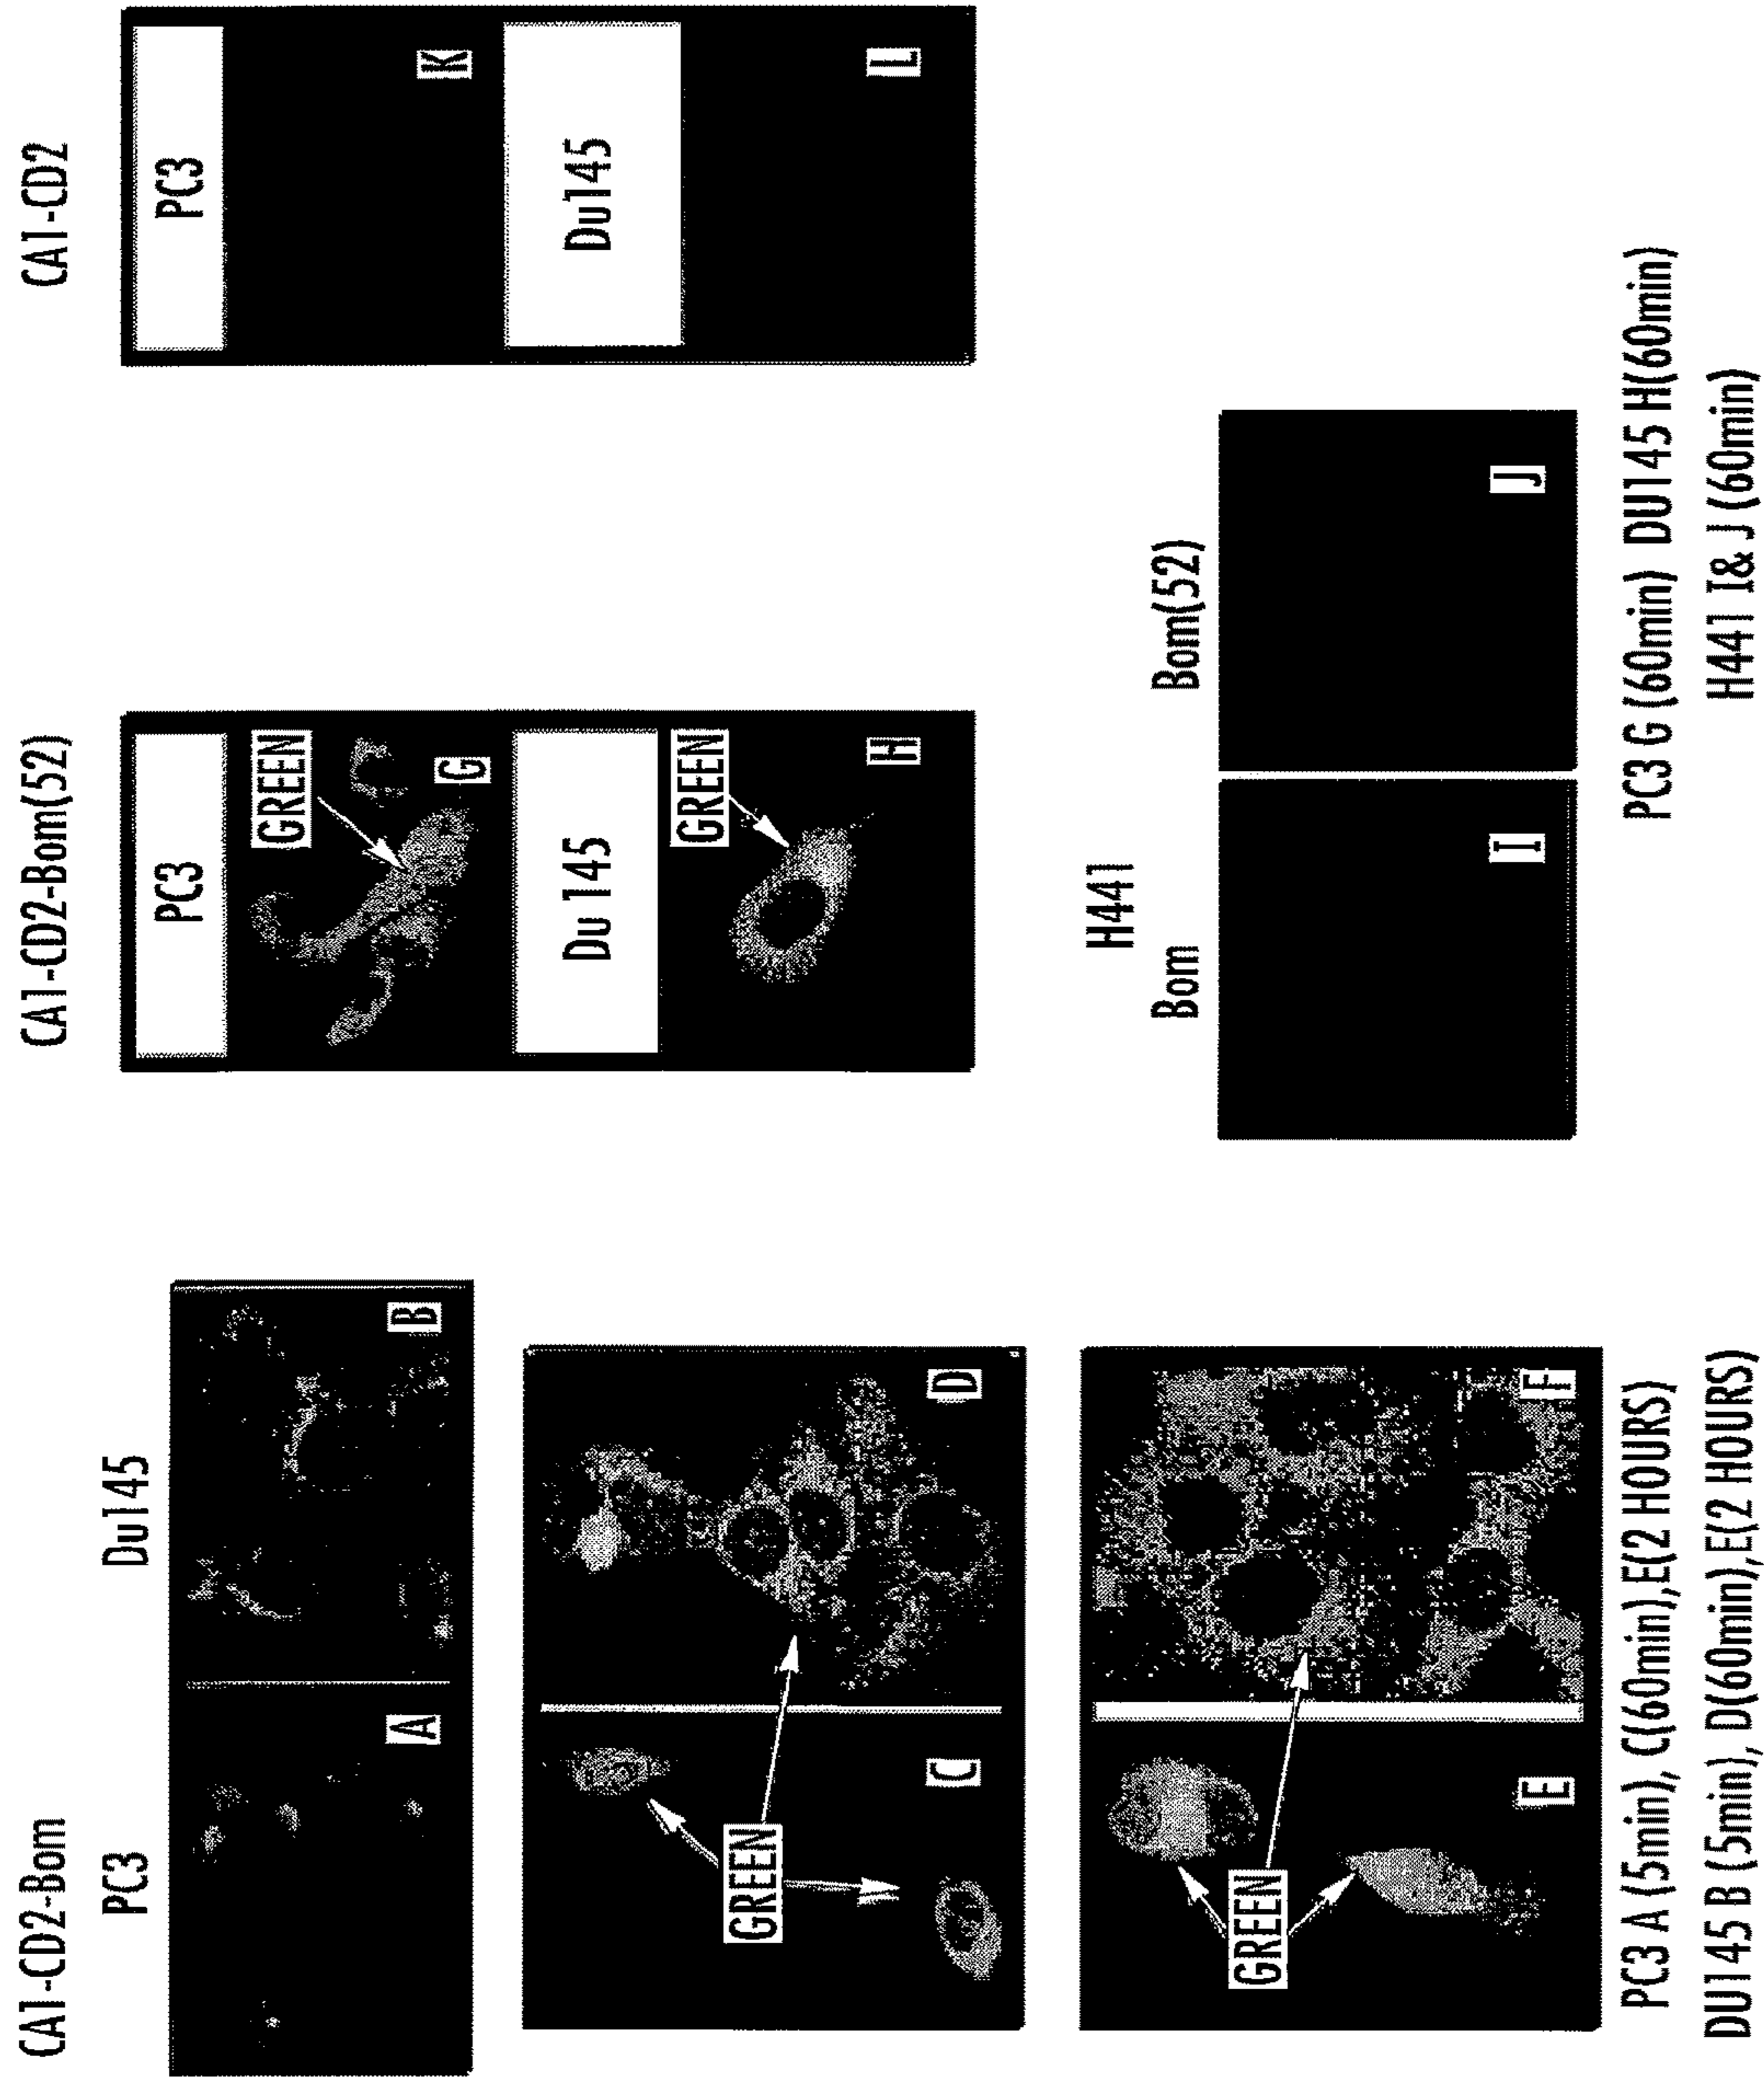 CA1-CD2-Bom
PC3
Du145
A
B
GREEN
C
D
GREEN
E
F
PC3 A (5min), C(60min),E(2 HOURS)
DU145 B (5min), D(60min),E(2 HOURS)
CA1-CD2-Bom(52)
PC3
GREEN
G
Du 145
GREEN
H
CA1-CD2
PC3
K
Du145
L
H441
Bom
Bom(52)
I
J
PC3 G (60min) DU145 H(60min)
H441 I& J (60min)